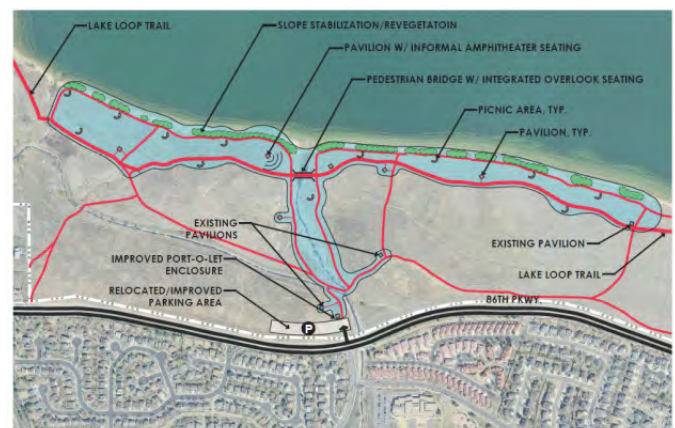 LAKE LOOP TRAIL
SLOPE STABILIZATION/REVEGETATOIN
PAVILION W/ INFORMAL AMPHITHEATER SEATING
PEDESTRIAN BRIDGE W/ INTEGRATED OVERLOOK SEATING
PICNIC AREA, TYP.
PAVILION, TYP.
EXISTING
PAVILIONS
IMPROVED PORT-O-LET
ENCLOSURE
RELOCATED/IMPROVED
PARKING AREA
P
EXISTING PAVILION
LAKE LOOP TRAIL
86TH PKWY.